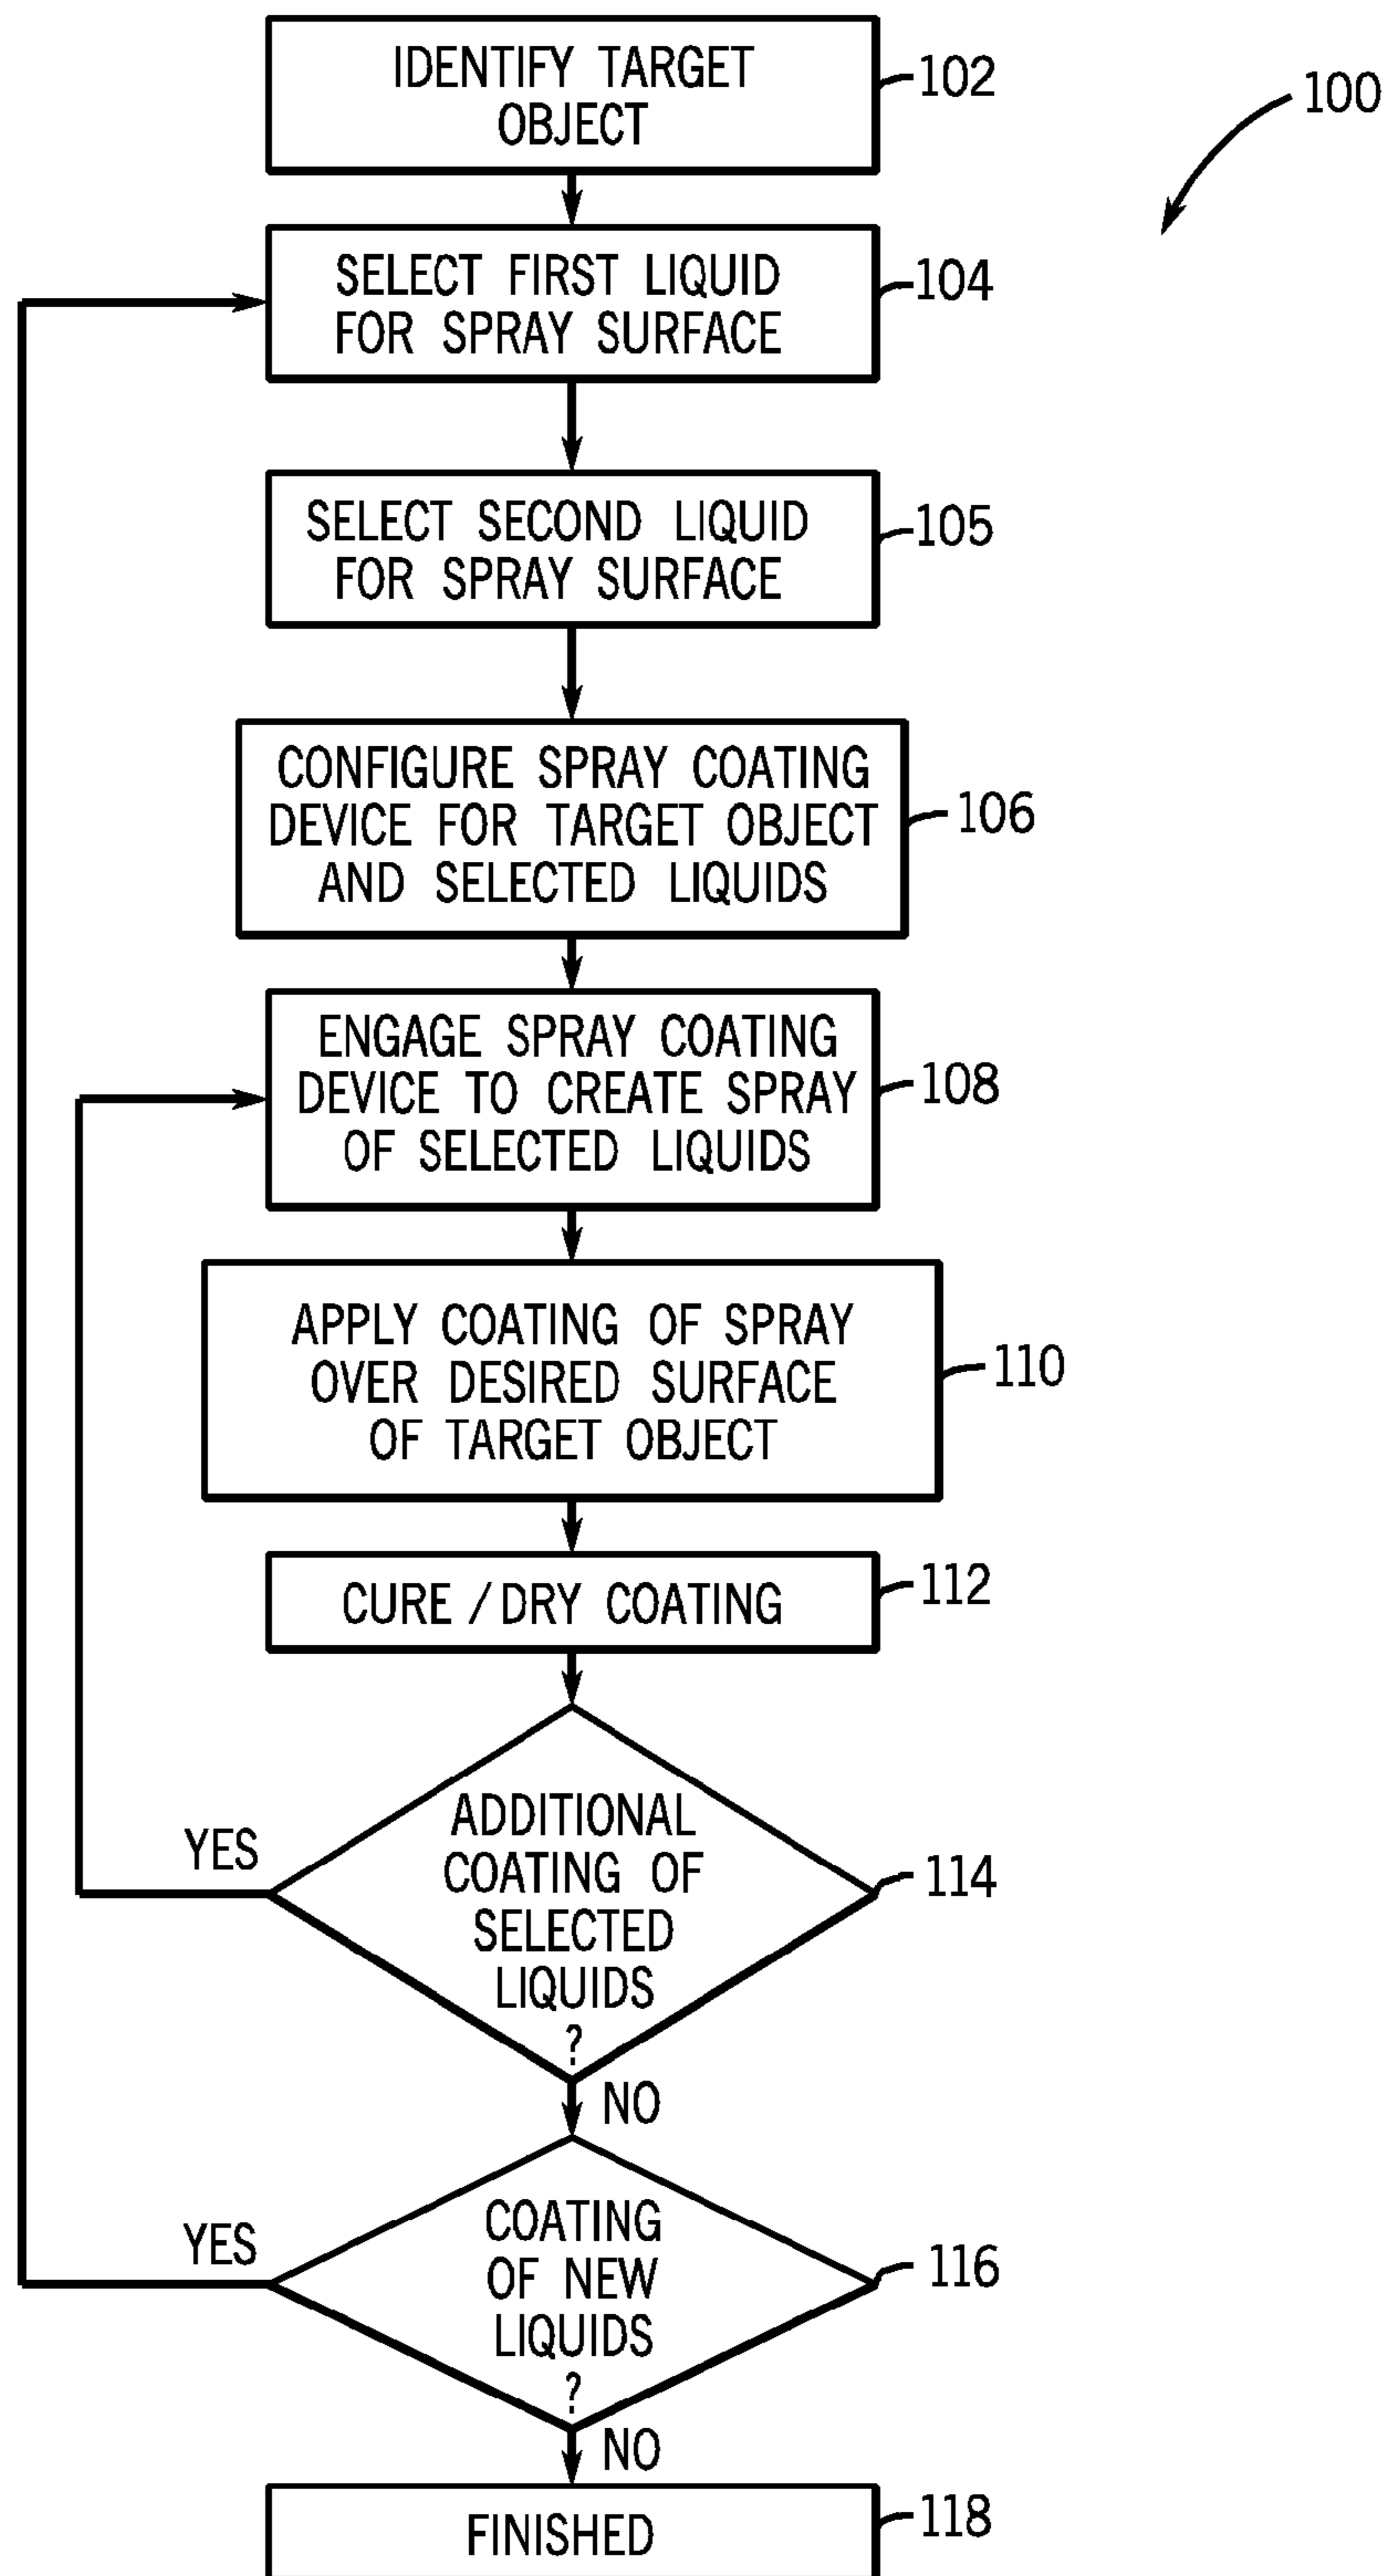 IDENTIFY TARGET
OBJECT
102
100
SELECT FIRST LIQUID
FOR SPRAY SURFACE
104
SELECT SECOND LIQUID
FOR SPRAY SURFACE
105
CONFIGURE SPRAY COATING
DEVICE FOR TARGET OBJECT
AND SELECTED LIQUIDS
106
ENGAGE SPRAY COATING
DEVICE TO CREATE SPRAY
OF SELECTED LIQUIDS
108
APPLY COATING OF SPRAY
OVER DESIRED SURFACE
OF TARGET OBJECT
110
CURE / DRY COATING
112
ADDITIONAL
COATING OF
SELECTED
LIQUIDS
?
YES
114
NO
COATING
OF NEW
LIQUIDS
?
YES
116
NO
FINISHED
118